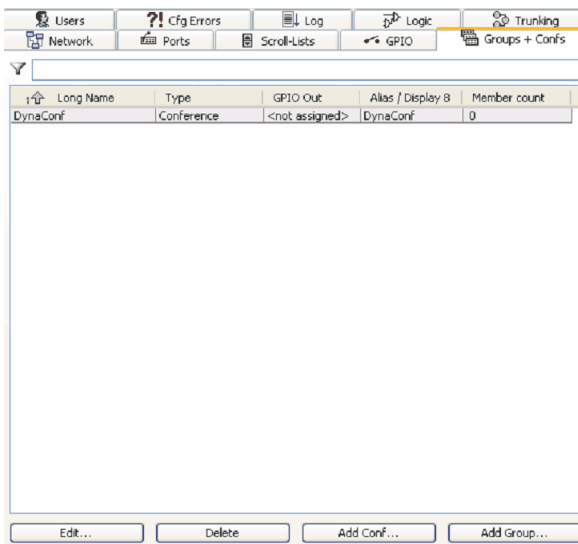 Users ?! Cfg Errors Log Logic Trunking
Network Ports Scroll-Lists GPIO Groups + Confs
1 Long Name Type GPIO Out Alias / Display 8 Member count
DynaConf Conference <not assigned> DynaConf 0
Edit... Delete Add Conf... Add Group...